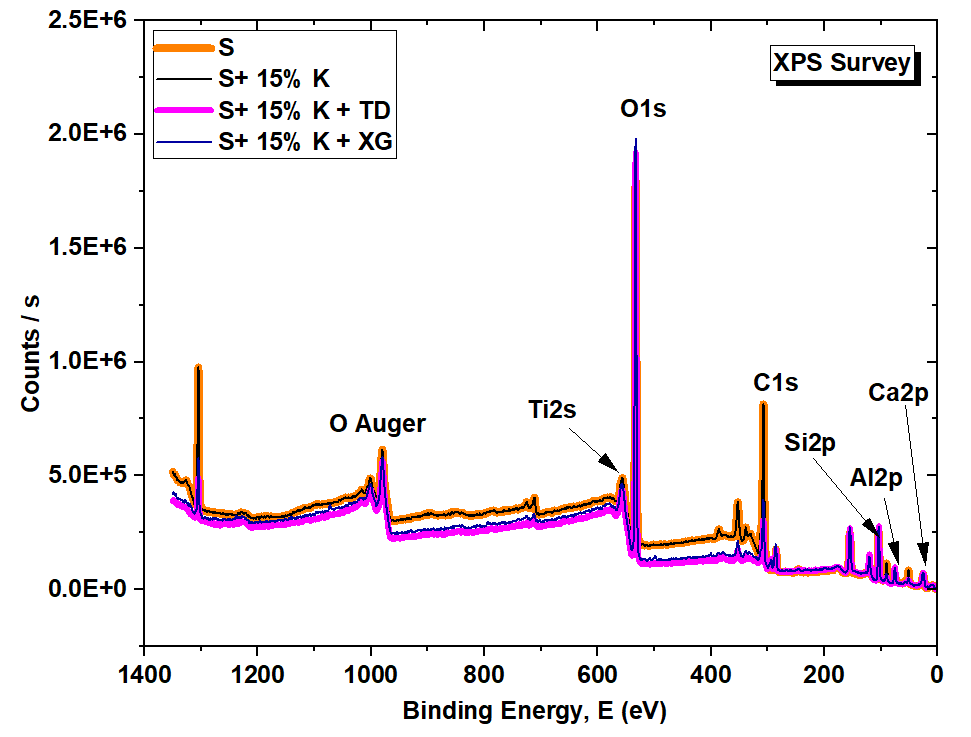 2.5E+6
2.0E+6
1.5E+6
1.0E+6
5.0E+5
0.0E+0
Counts / s
S
S+ 15% K
S+ 15% K + TD
S+ 15% K + XG
XPS Survey
O1s
O Auger
Ti2s
C1s
Ca2p
Si2p
Al2p
1400 1200 1000 800 600 400 200 0
Binding Energy, E (eV)